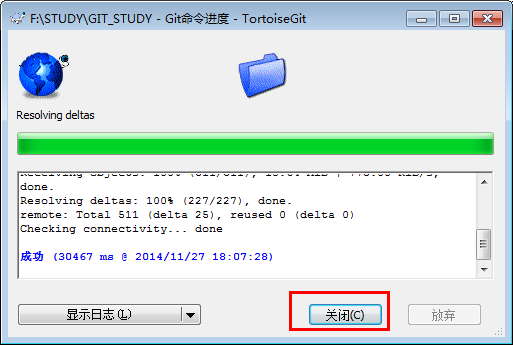 F:\STUDY\GIT_STUDY - Git命令进度 - TortoiseGit
Resolving deltas
done.
Resolving deltas: 100% (227/227), done.
remote: Total 511 (delta 25), reused 0 (delta 0)
Checking connectivity... done
成功 (30467 ms @ 2014/11/27 18:07:28)
显示日志(L)
关闭(C)
放弃